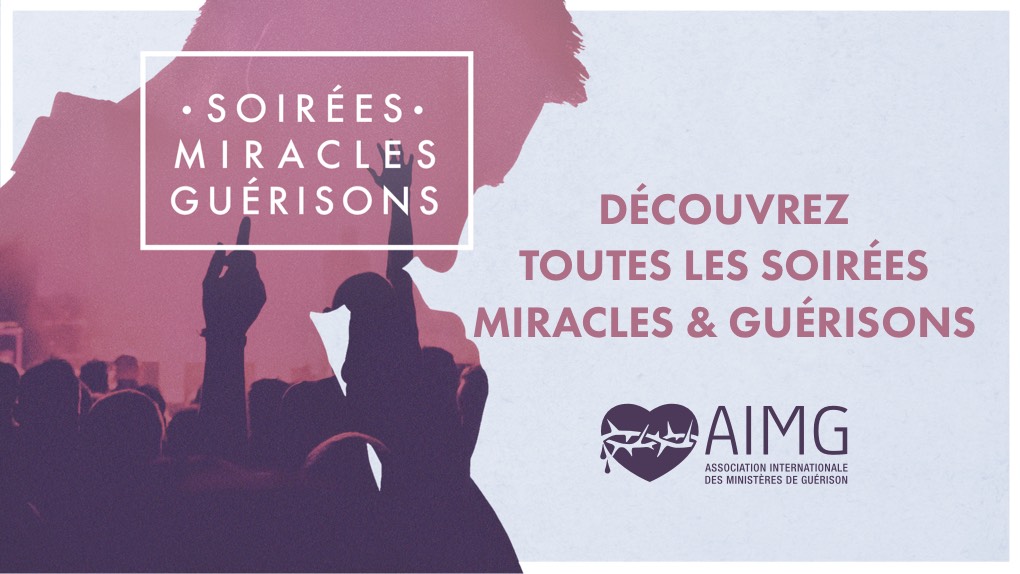 • SOIRÉES •
MIRACLES
GUÉRISONS
DÉCOUVREZ
TOUTES LES SOIRÉES
MIRACLES & GUÉRISONS
AIMG
ASSOCIATION INTERNATIONALE
DES MINISTÈRES DE GUÉRISON